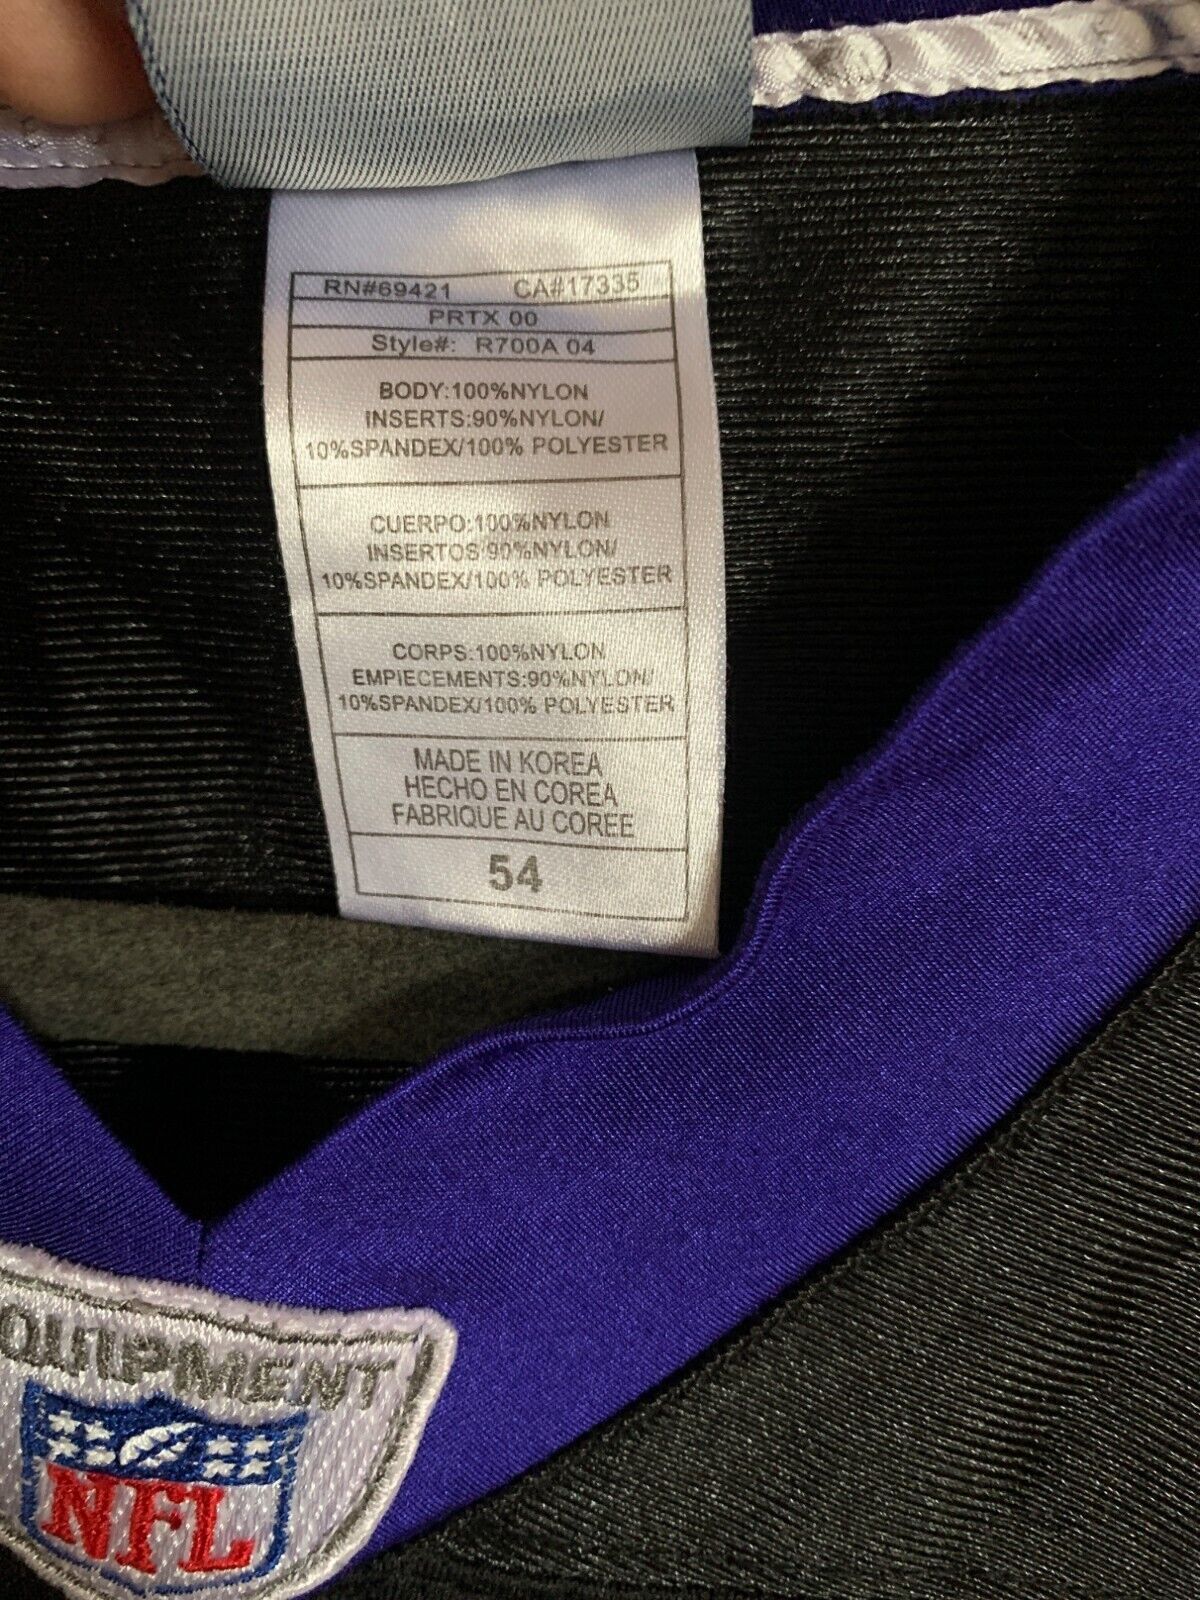 RN#69421 CA#17335
PRTX 00
Style#: R700A 04
BODY:100%NYLON
INSERTS:90%NYLON/
10%SPANDEX/100% POLYESTER
CUERPO:100%NYLON
INSERTOS:90%NYLON/
10%SPANDEX/100% POLYESTER
CORPS:100%NYLON
EMPIECEMENTS:90%NYLON/
10%SPANDEX/100% POLYESTER
MADE IN KOREA
HECHO EN COREA
FABRIQUE AU COREE
54
QUIPMENT
NFL